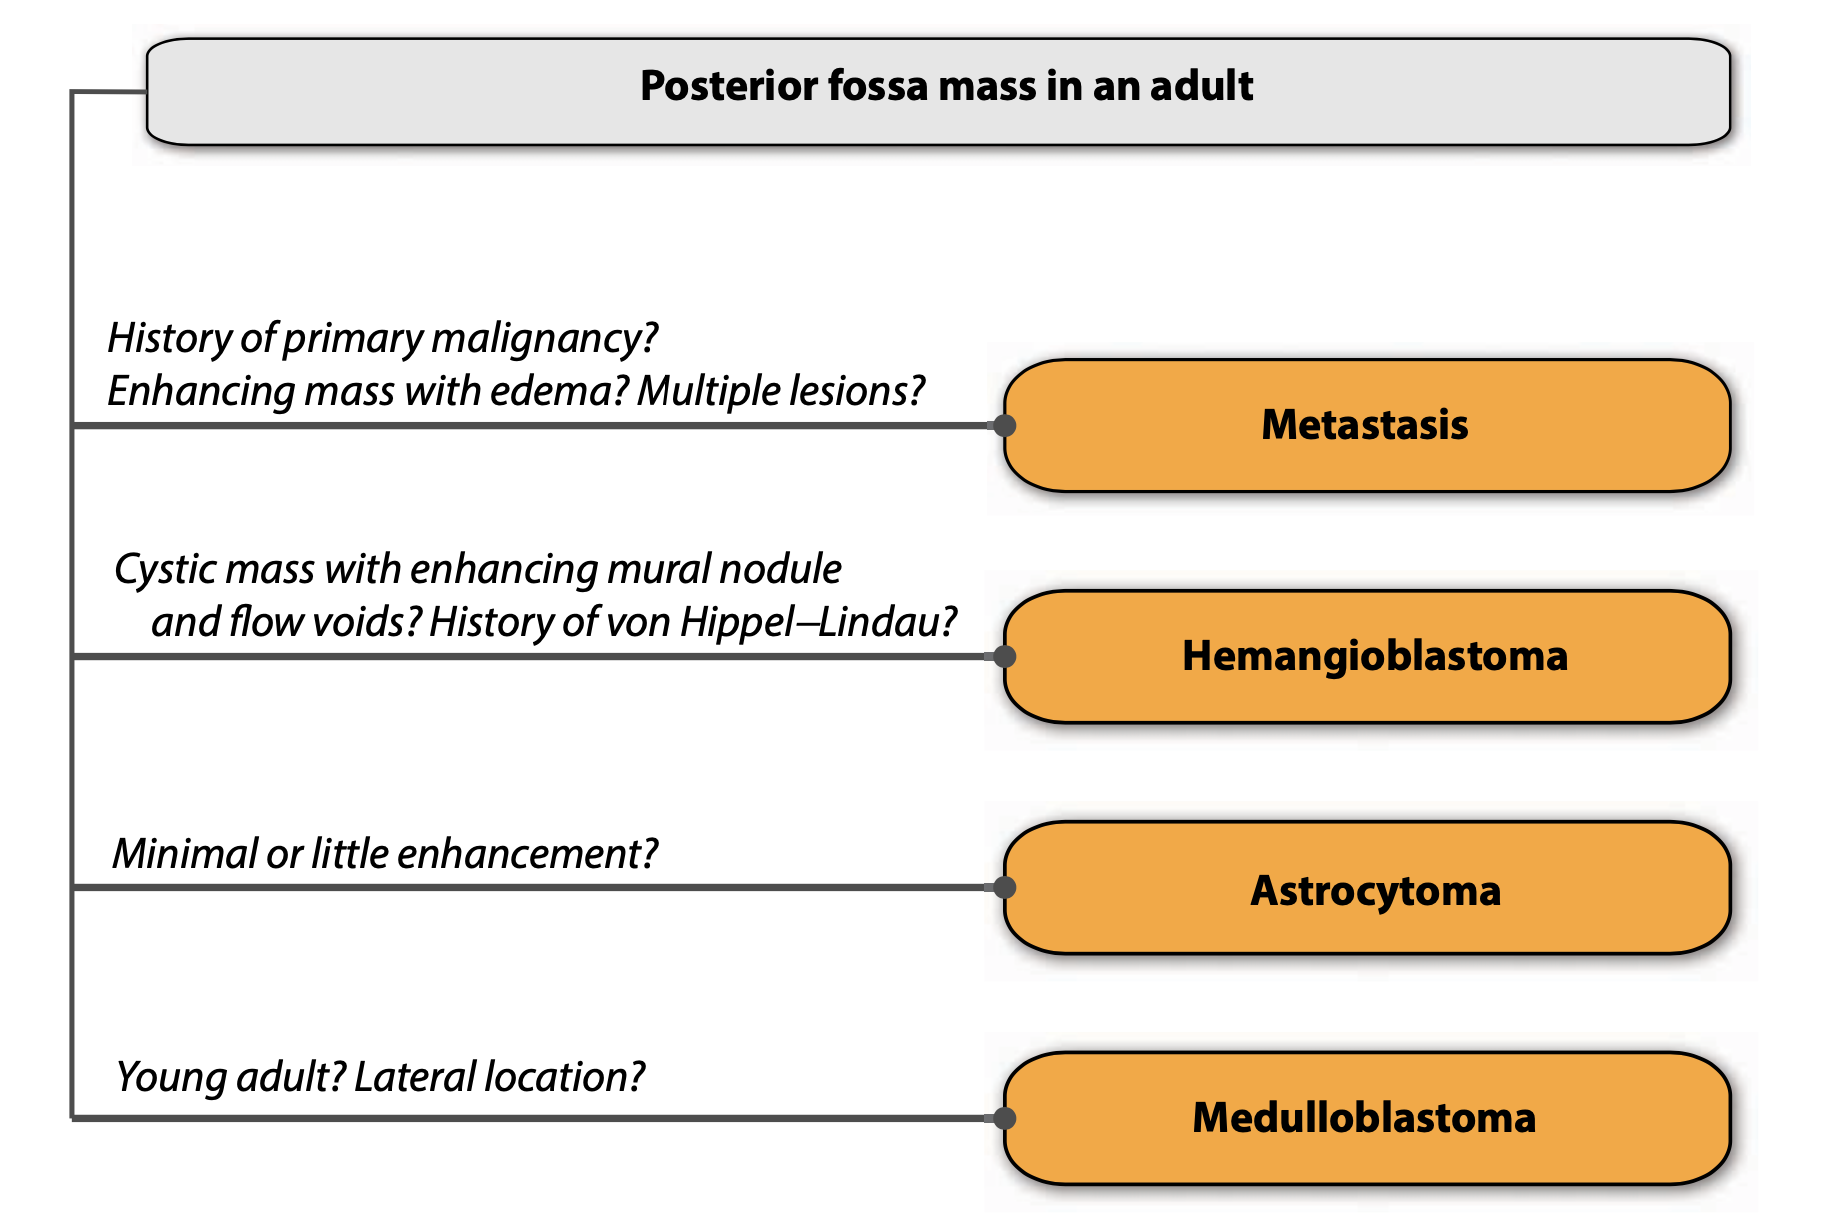 Posterior fossa mass in an adult
History of primary malignancy?
Enhancing mass with edema? Multiple lesions?
Metastasis
Cystic mass with enhancing mural nodule
and flow voids? History of von Hippel–Lindau?
Hemangioblastoma
Minimal or little enhancement?
Astrocytoma
Young adult? Lateral location?
Medulloblastoma